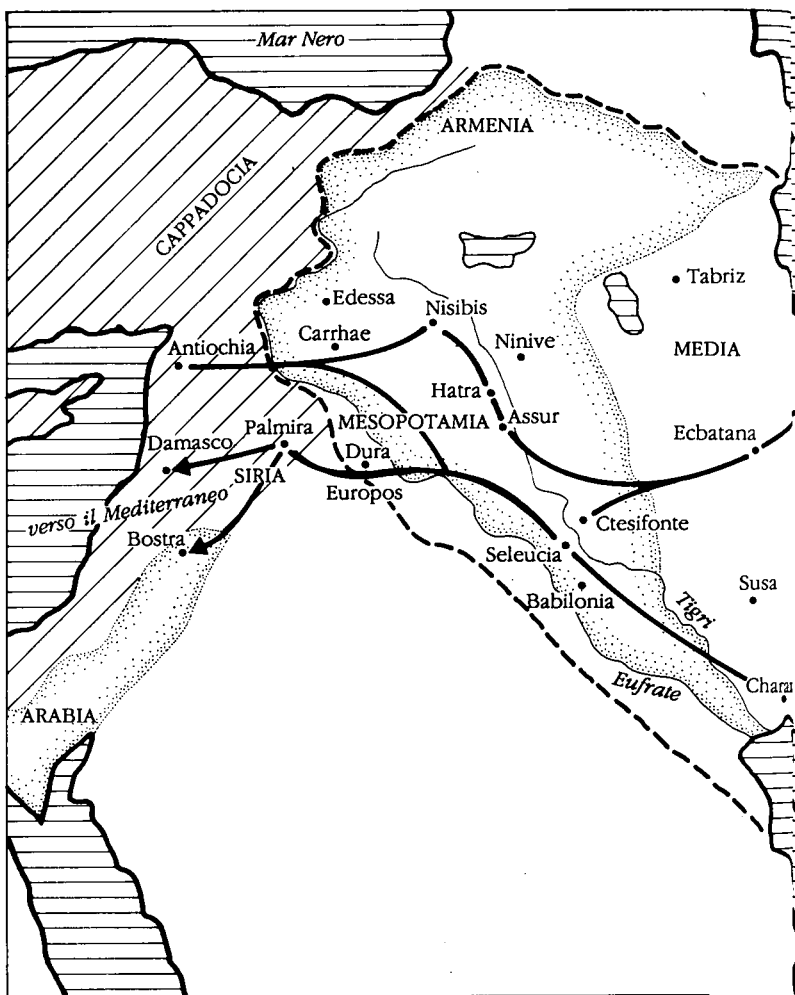 Mar Nero
ARMENIA
CAPPADOCIA
Tabriz
Edessa
Nisibis
Carrhae
Ninive
Antiochia
MEDIA
Hatra
MESOPOTAMIA
Assur
Palmira
Ecbatana
Damasco
Dura
SIRIA
Europos
verso il Mediterraneo
Ctesifonte
Bostra
Seleucia
Susa
Babilonia
Tigri
Eufrate
Chara
ARABIA